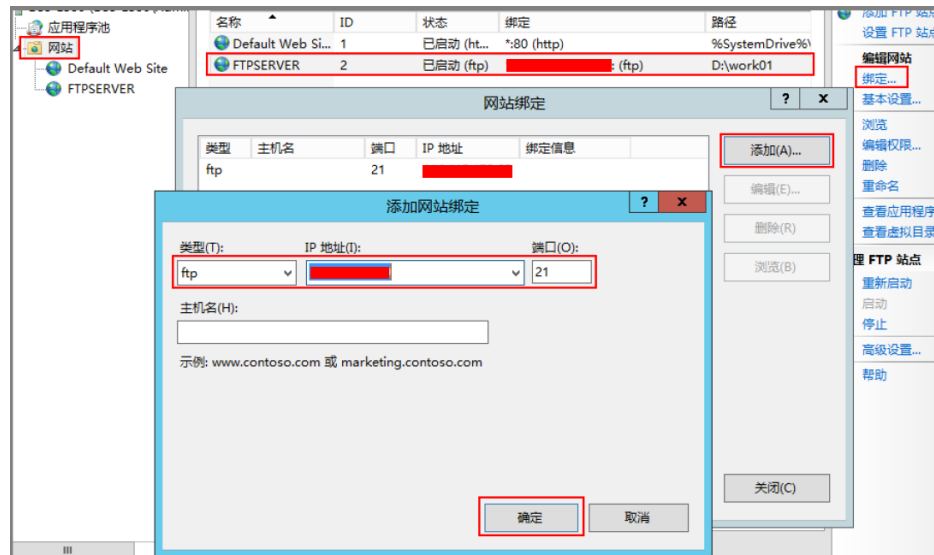 应用程序池
网站
Default Web Site
FTPSERVER
名称 ID 状态 绑定 路径
Default Web Si... 1 已启动 (ht... *:80 (http) %SystemDrive%\
FTPSERVER 2 已启动 (ftp) : (ftp) D:\work01
添加 FTP 站点
设置 FTP 站点
编辑网站
绑定...
基本设置...
浏览
编辑权限...
删除
重命名
查看应用程序
查看虚拟目录
理 FTP 站点
重新启动
启动
停止
高级设置...
帮助
网站绑定
? x
类型 主机名 端口 IP 地址 绑定信息
ftp 21
添加(A)...
编辑(E)...
删除(R)
浏览(B)
关闭(C)
添加网站绑定
? x
类型(T): IP 地址(I): 端口(O):
ftp 21
主机名(H):
示例: www.contoso.com 或 marketing.contoso.com
确定 取消